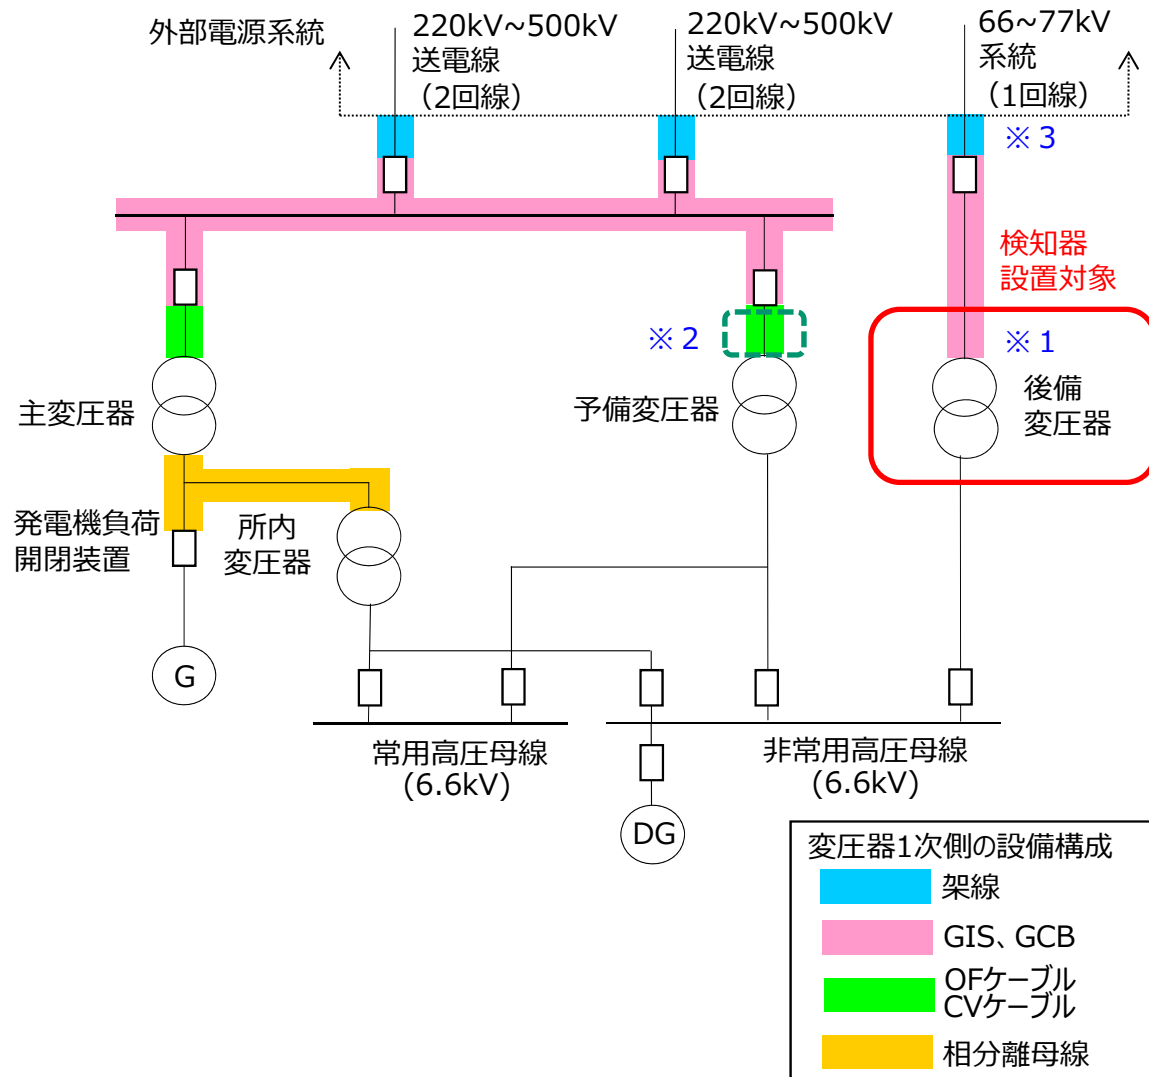 外部電源系統
220kV~500kV
送電線
（2回線）
220kV~500kV
送電線
（2回線）
66~77kV
系統
（1回線）
※３
検知器
設置対象
※２
※１
主変圧器
予備変圧器
後備
変圧器
発電機負荷
開閉装置
所内
変圧器
G
常用高圧母線
(6.6kV)
非常用高圧母線
(6.6kV)
DG
変圧器1次側の設備構成
架線
GIS、GCB
OFケーブル
CVケーブル
相分離母線